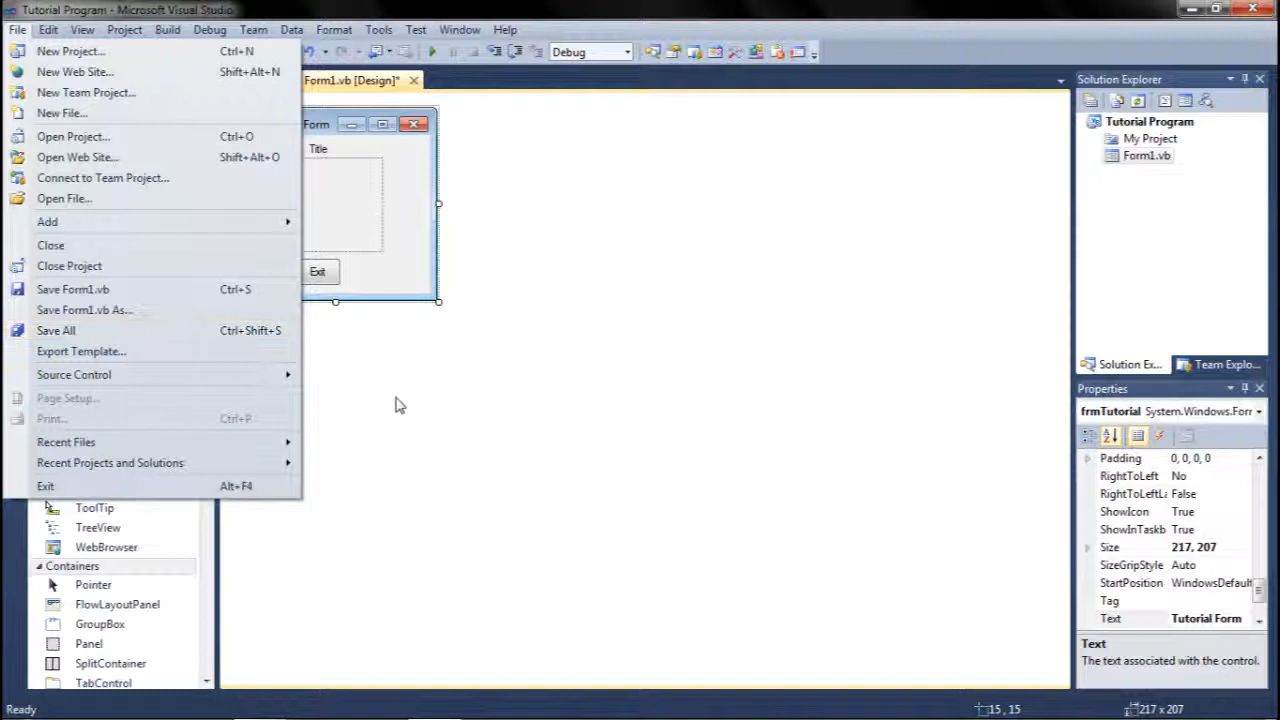 Tutorial Program - Microsoft Visual Studio
File Edit View Project Build Debug Team Data Format Tools Test Window Help
New Project... Ctrl+N
New Web Site... Shift+Alt+N
New Team Project...
New File...
Open Project... Ctrl+O
Open Web Site... Shift+Alt+O
Connect to Team Project...
Open File...
Add
Close
Close Project
Save Form1.vb Ctrl+S
Save Form1.vb As...
Save All Ctrl+Shift+S
Export Template...
Source Control
Page Setup...
Print... Ctrl+P
Recent Files
Recent Projects and Solutions
Exit Alt+F4
ToolTip
TreeView
WebBrowser
Containers
Pointer
FlowLayoutPanel
GroupBox
Panel
SplitContainer
TabControl
Debug
Form1.vb [Design]*
Form
Title
Exit
Solution Explorer
Tutorial Program
My Project
Form1.vb
Solution Ex... Team Explo...
Properties
frmTutorial System.Windows.Forr
Padding 0, 0, 0, 0
RightToLeft No
RightToLeftLa False
ShowIcon True
ShowInTaskb True
Size 217, 207
SizeGripStyle Auto
StartPosition WindowsDefault
Tag
Text Tutorial Form
Text
The text associated with the control.
Ready 15 , 15 217 x 207